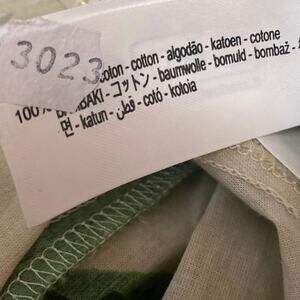 3023
coton - cotton - algodão - katoen - cotone
100% BAMBAKI - コットン - baumwolle - bomuld - bombaž -
면 - katun - قطن - cotó - kotoia